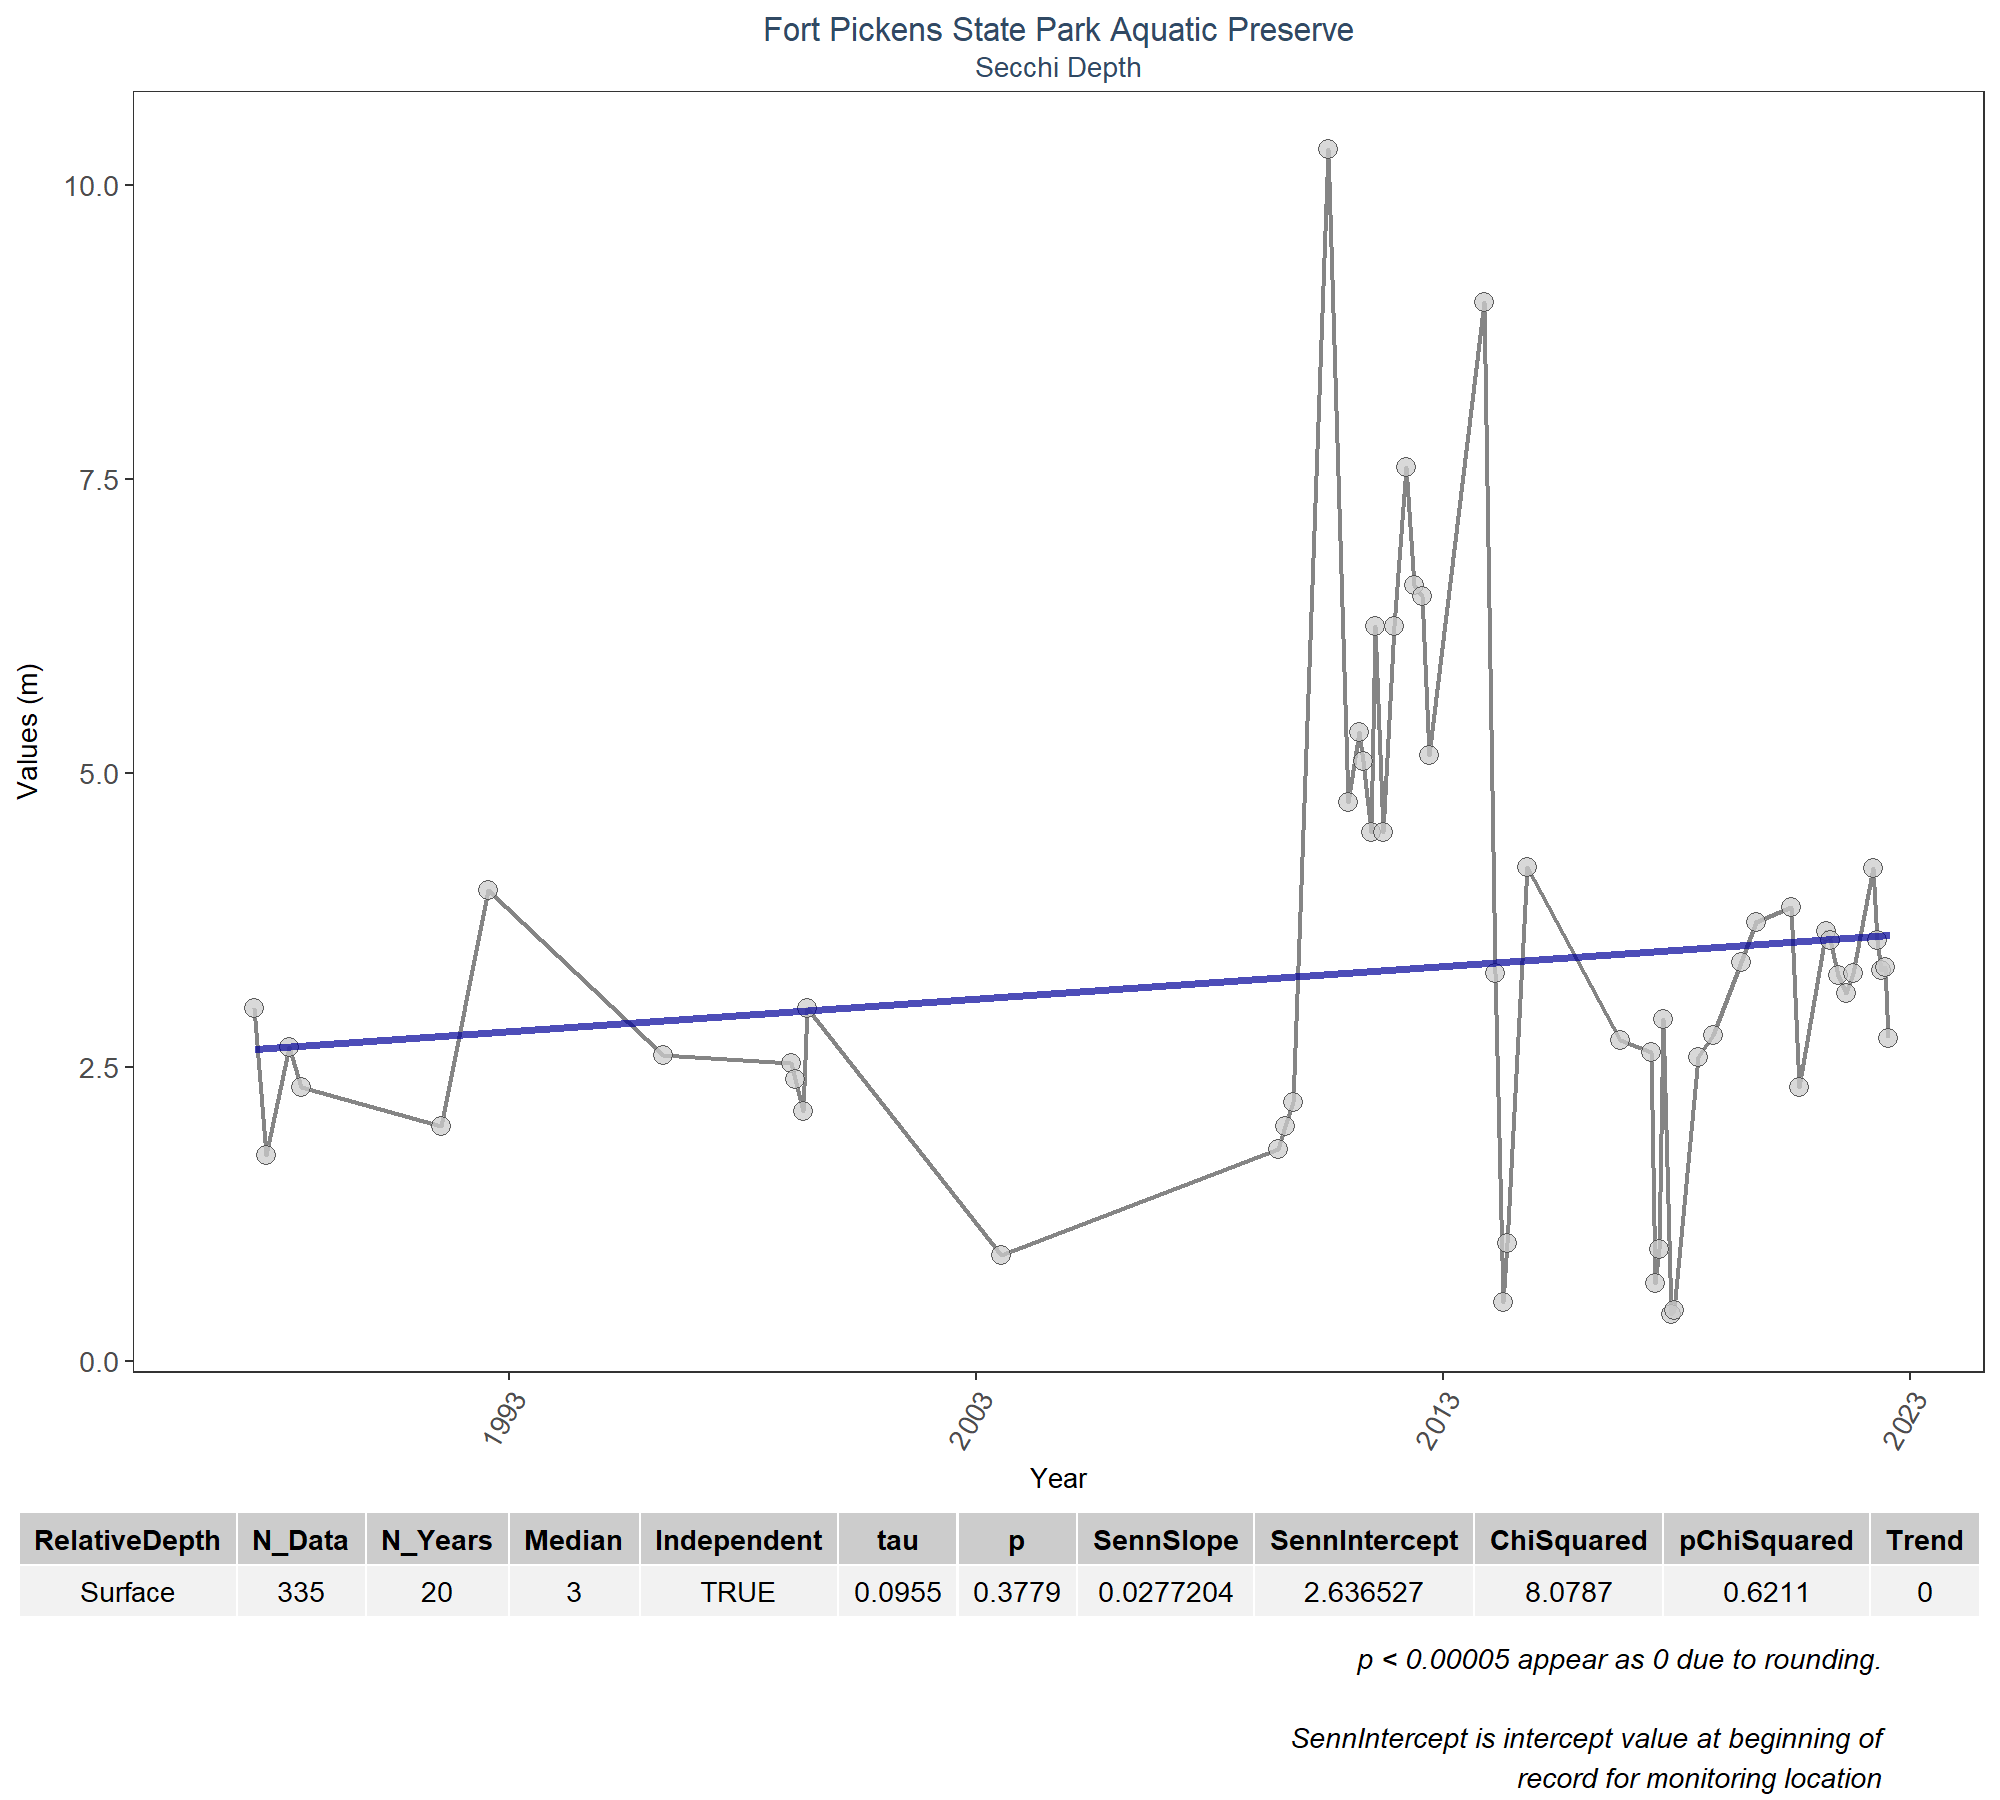 Fort Pickens State Park Aquatic Preserve
Secchi Depth
10.0
7.5
5.0
2.5
0.0
Values (m)
1993 2003 2013 2023
Year
RelativeDepth N_Data N_Years Median Independent tau p SennSlope SennIntercept ChiSquared pChiSquared Trend
Surface 335 20 3 TRUE 0.0955 0.3779 0.0277204 2.636527 8.0787 0.6211 0
p < 0.00005 appear as 0 due to rounding.
SennIntercept is intercept value at beginning of
record for monitoring location